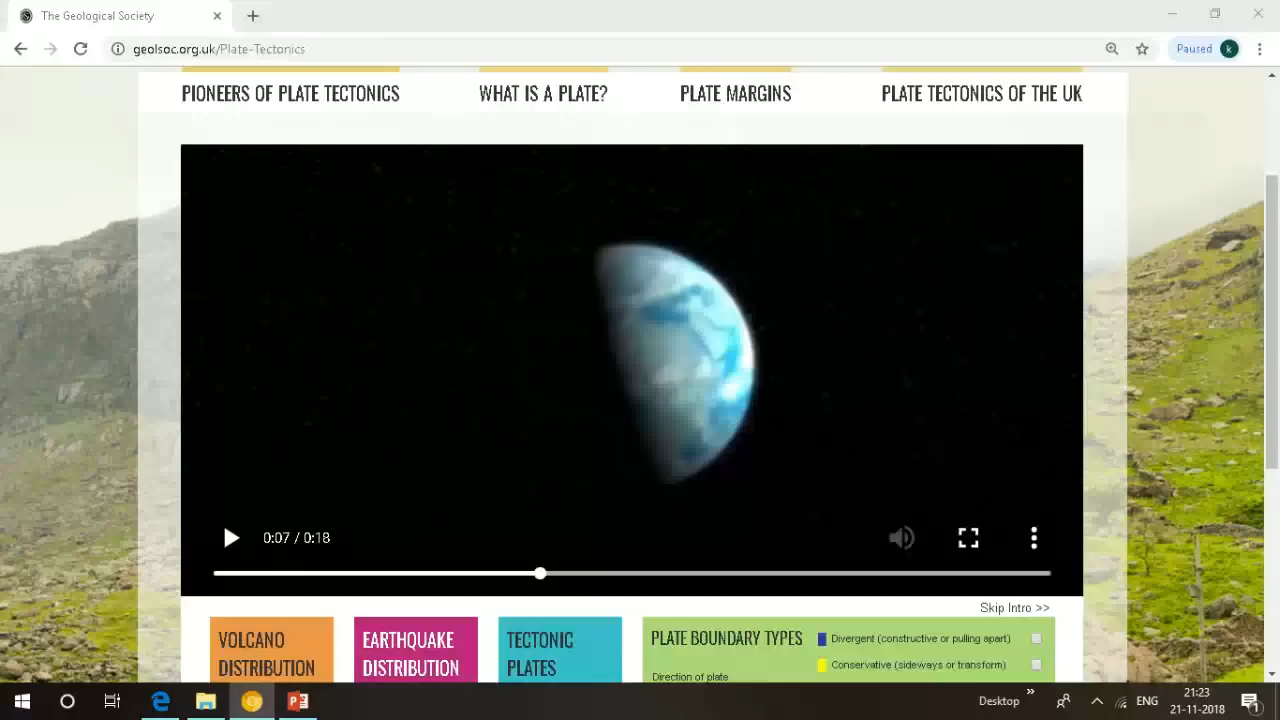 The Geological Society
geolsoc.org.uk/Plate-Tectonics
Paused k
PIONEERS OF PLATE TECTONICS WHAT IS A PLATE? PLATE MARGINS PLATE TECTONICS OF THE UK
0:07 / 0:18
Skip Intro >>
VOLCANO
DISTRIBUTION
EARTHQUAKE
DISTRIBUTION
TECTONIC
PLATES
PLATE BOUNDARY TYPES
Divergent (constructive or pulling apart)
Conservative (sideways or transform)
Direction of plate
Desktop
ENG
21:23
21-11-2018
1